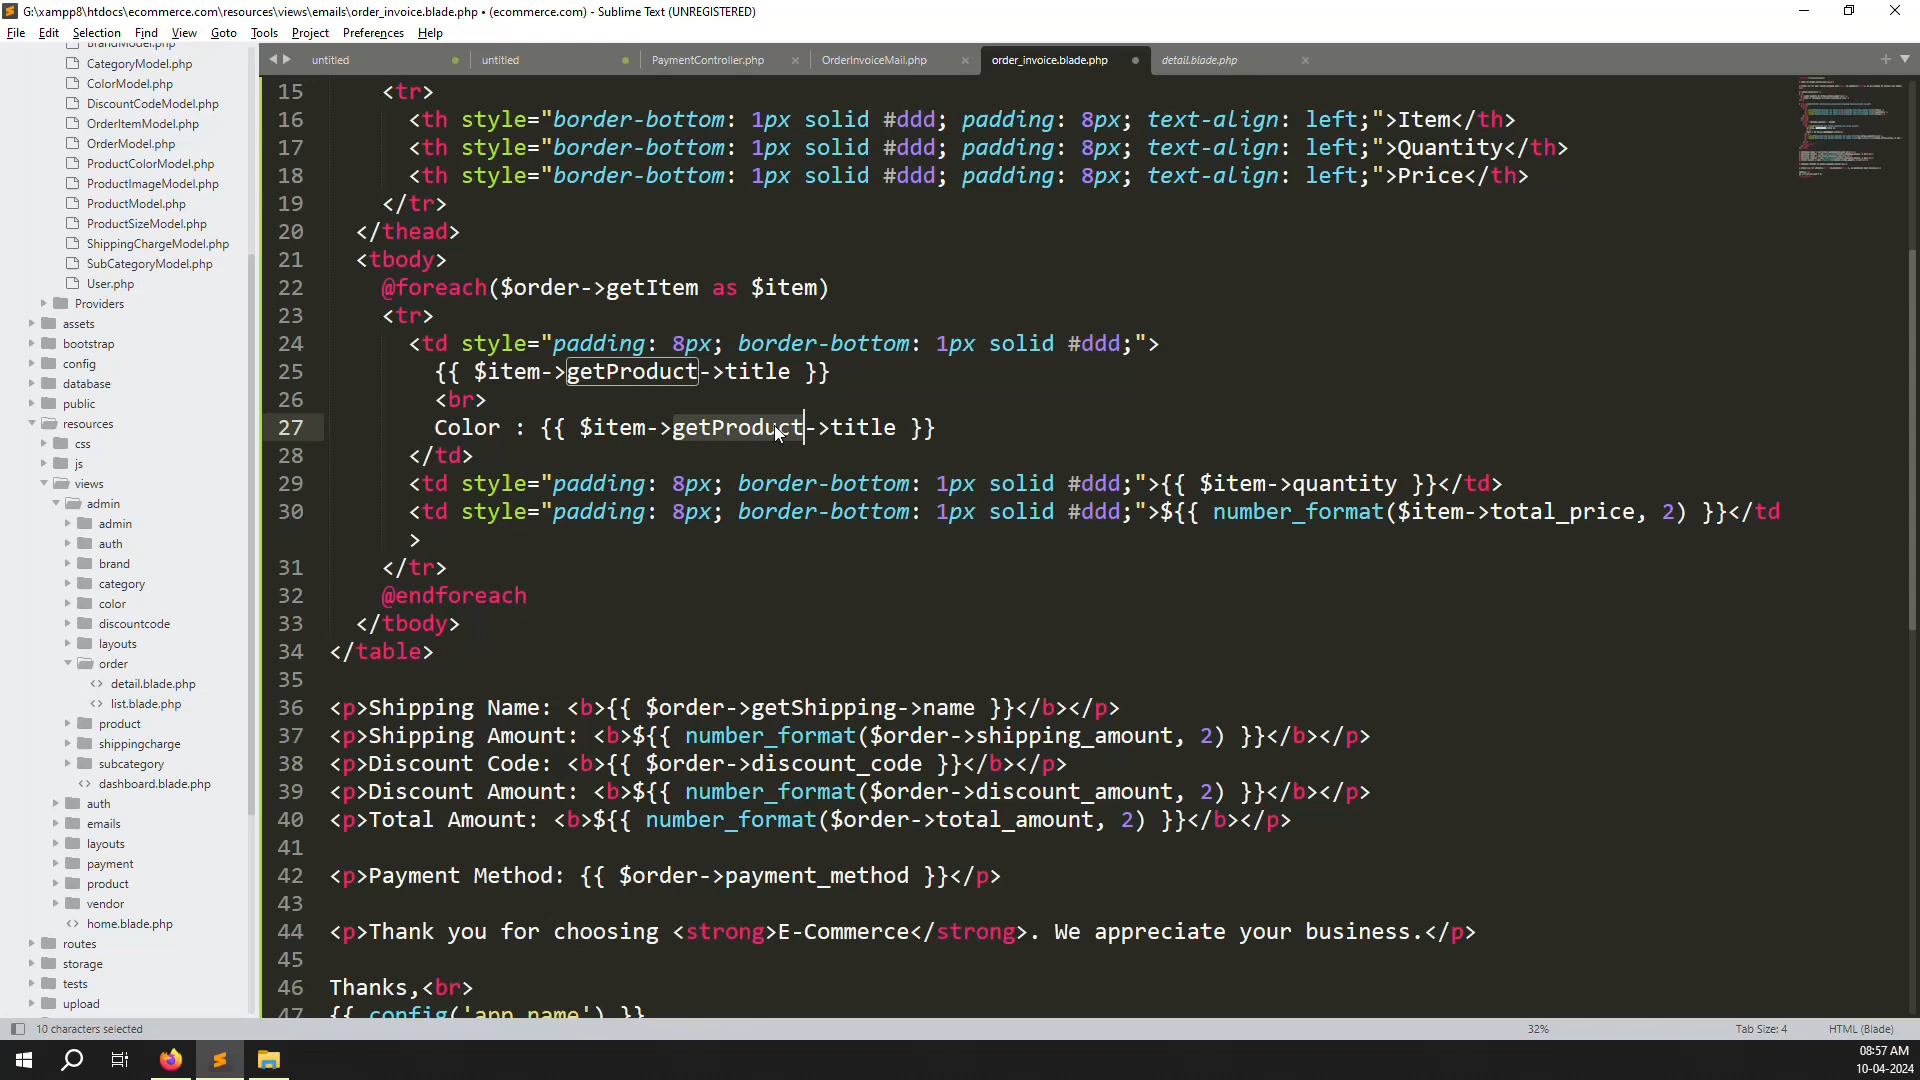 G:\xampp8\htdocs\ecommerce.com\resources\views\emails\order_invoice.blade.php • (ecommerce.com) - Sublime Text (UNREGISTERED)
File Edit Selection Find View Goto Tools Project Preferences Help
untitled untitled PaymentController.php OrderInvoiceMail.php order_invoice.blade.php detail.blade.php
BrandModel.php
CategoryModel.php
ColorModel.php
DiscountCodeModel.php
OrderItemModel.php
OrderModel.php
ProductColorModel.php
ProductImageModel.php
ProductModel.php
ProductSizeModel.php
ShippingChargeModel.php
SubCategoryModel.php
User.php
Providers
assets
bootstrap
config
database
public
resources
css
js
views
admin
admin
auth
brand
category
color
discountcode
layouts
order
detail.blade.php
list.blade.php
product
shippingcharge
subcategory
dashboard.blade.php
auth
emails
layouts
payment
product
vendor
home.blade.php
routes
storage
tests
upload
15 <tr>
16 <th style="border-bottom: 1px solid #ddd; padding: 8px; text-align: left;">Item</th>
17 <th style="border-bottom: 1px solid #ddd; padding: 8px; text-align: left;">Quantity</th>
18 <th style="border-bottom: 1px solid #ddd; padding: 8px; text-align: left;">Price</th>
19 </tr>
20 </thead>
21 <tbody>
22 @foreach($order->getItem as $item)
23 <tr>
24 <td style="padding: 8px; border-bottom: 1px solid #ddd;">
25 {{ $item->getProduct->title }}
26 <br>
27 Color : {{ $item->getProduct->title }}
28 </td>
29 <td style="padding: 8px; border-bottom: 1px solid #ddd;">{{ $item->quantity }}</td>
30 <td style="padding: 8px; border-bottom: 1px solid #ddd;">${{ number_format($item->total_price, 2) }}</td
>
31 </tr>
32 @endforeach
33 </tbody>
34 </table>
35
36 <p>Shipping Name: <b>{{ $order->getShipping->name }}</b></p>
37 <p>Shipping Amount: <b>${{ number_format($order->shipping_amount, 2) }}</b></p>
38 <p>Discount Code: <b>{{ $order->discount_code }}</b></p>
39 <p>Discount Amount: <b>${{ number_format($order->discount_amount, 2) }}</b></p>
40 <p>Total Amount: <b>${{ number_format($order->total_amount, 2) }}</b></p>
41
42 <p>Payment Method: {{ $order->payment_method }}</p>
43
44 <p>Thank you for choosing <strong>E-Commerce</strong>. We appreciate your business.</p>
45
46 Thanks,<br>
47 {{ config('app.name') }}
10 characters selected 32% Tab Size: 4 HTML (Blade)
08:57 AM
10-04-2024